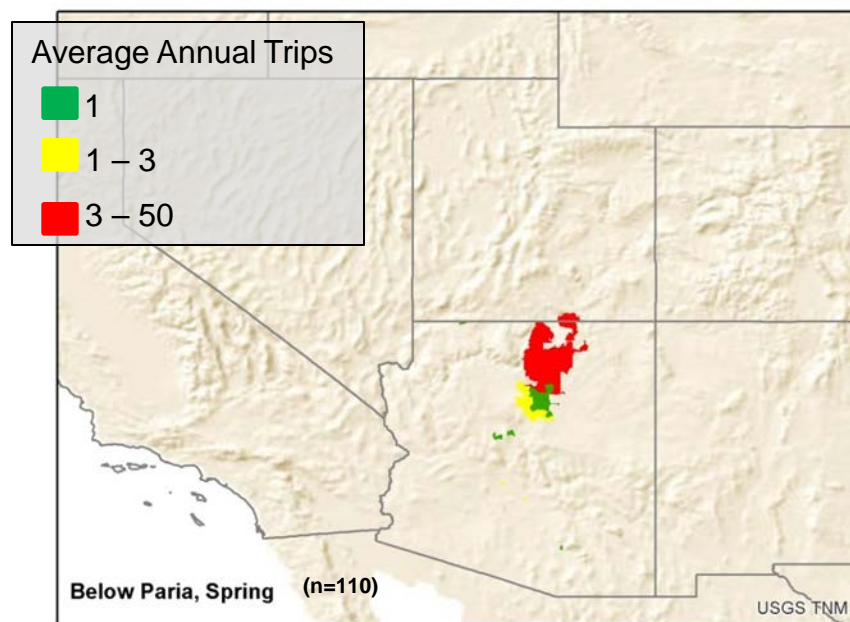 Average Annual Trips
1
1 – 3
3 – 50
Below Paria, Spring (n=110)
USGS TNM